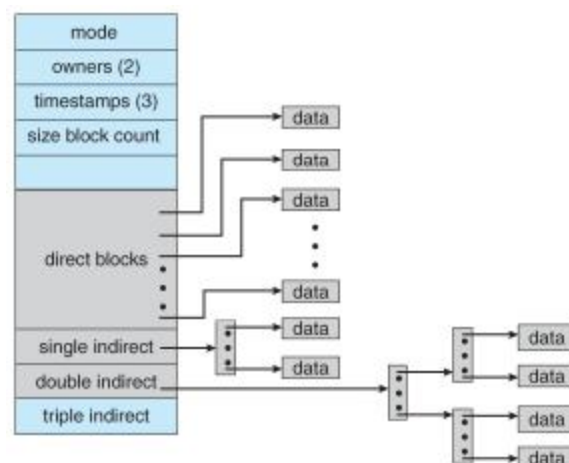 mode
owners (2)
timestamps (3)
size block count
data
data
data
direct blocks
data
data
single indirect
data
double indirect
triple indirect
data
data
data
data